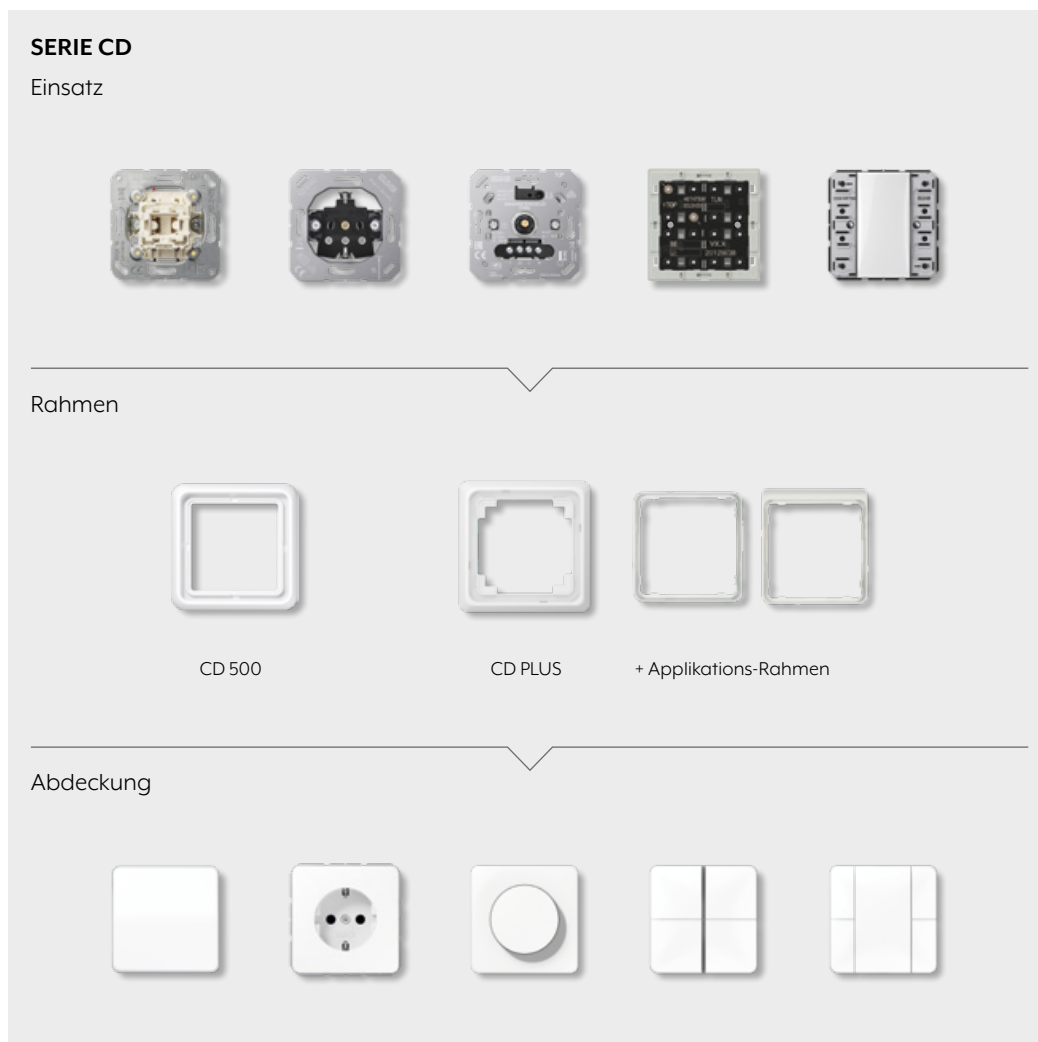 SERIE CD
Einsatz
Rahmen
CD 500
CD PLUS
+ Applikations-Rahmen
Abdeckung